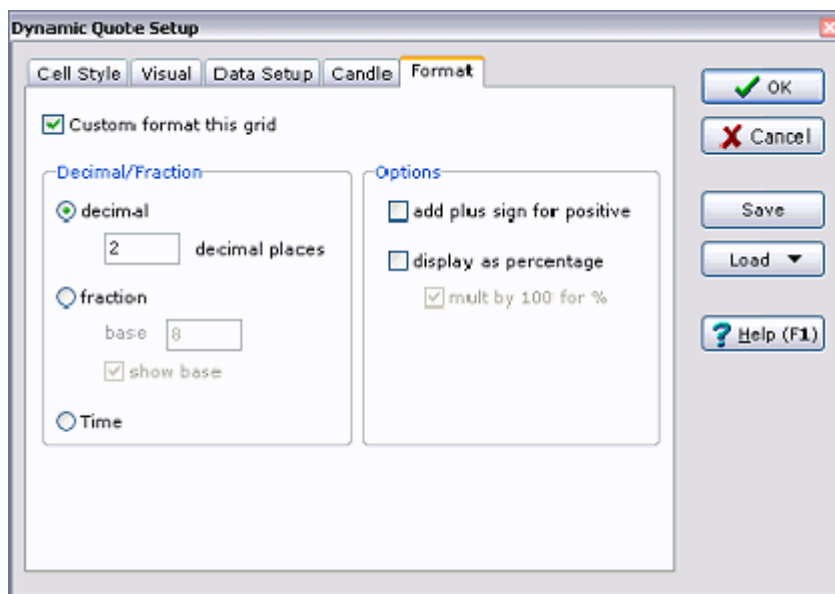 Dynamic Quote Setup
Cell Style Visual Data Setup Candle Format
Custom format this grid
Decimal/Fraction
decimal
2 decimal places
fraction
base 8
show base
Time
Options
add plus sign for positive
display as percentage
mult by 100 for %
OK
Cancel
Save
Load
Help (F1)